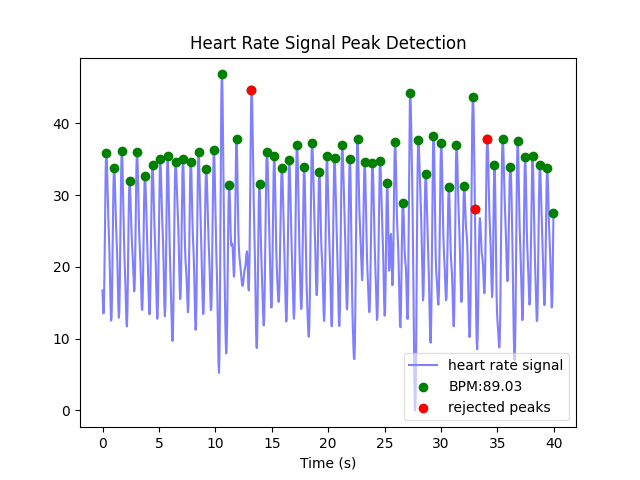 Heart Rate Signal Peak Detection
40
30
20
10
0
heart rate signal
BPM:89.03
rejected peaks
0 5 10 15 20 25 30 35 40
Time (s)